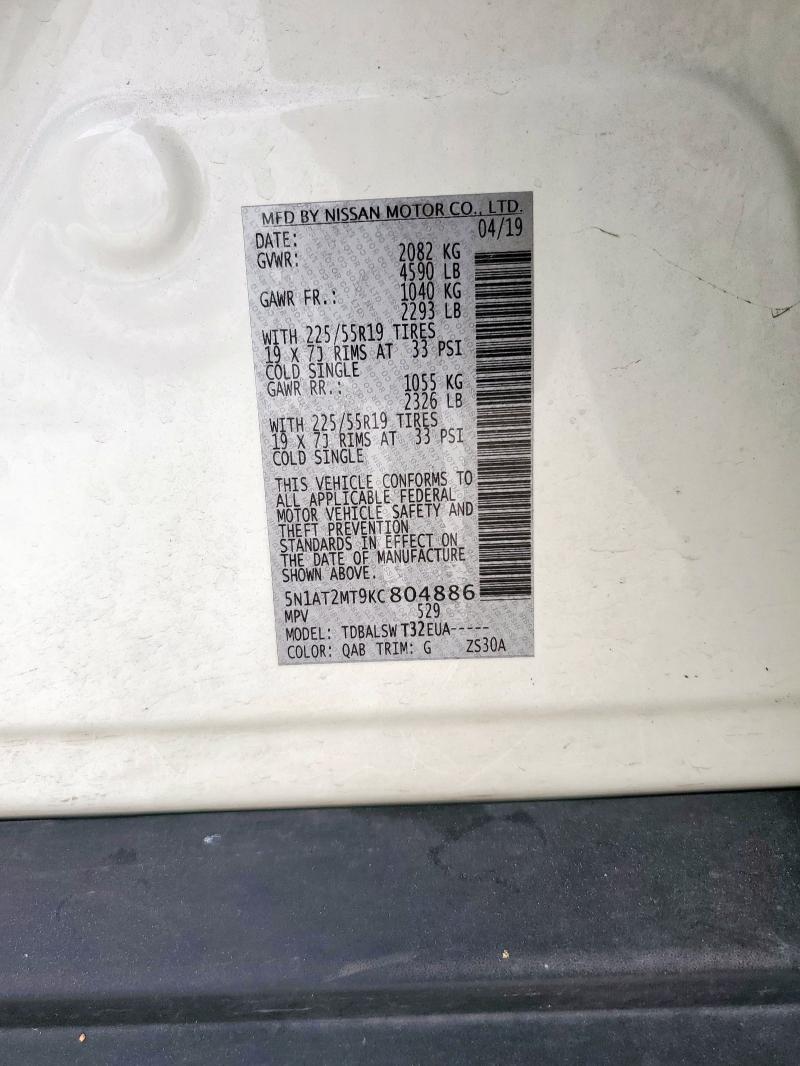 MFD BY NISSAN MOTOR CO., LTD.
DATE: 04/19
GVWR: 2082 KG
4590 LB
GAWR FR.: 1040 KG
2293 LB
WITH 225/55R19 TIRES
19 X 7J RIMS AT 33 PSI
COLD SINGLE
GAWR RR.: 1055 KG
2326 LB
WITH 225/55R19 TIRES
19 X 7J RIMS AT 33 PSI
COLD SINGLE
THIS VEHICLE CONFORMS TO
ALL APPLICABLE FEDERAL
MOTOR VEHICLE SAFETY AND
THEFT PREVENTION
STANDARDS IN EFFECT ON
THE DATE OF MANUFACTURE
SHOWN ABOVE.
5N1AT2MT9KC804886
MPV 529
MODEL: TDBALSWT32EUA-----
COLOR: QAB TRIM: G ZS30A